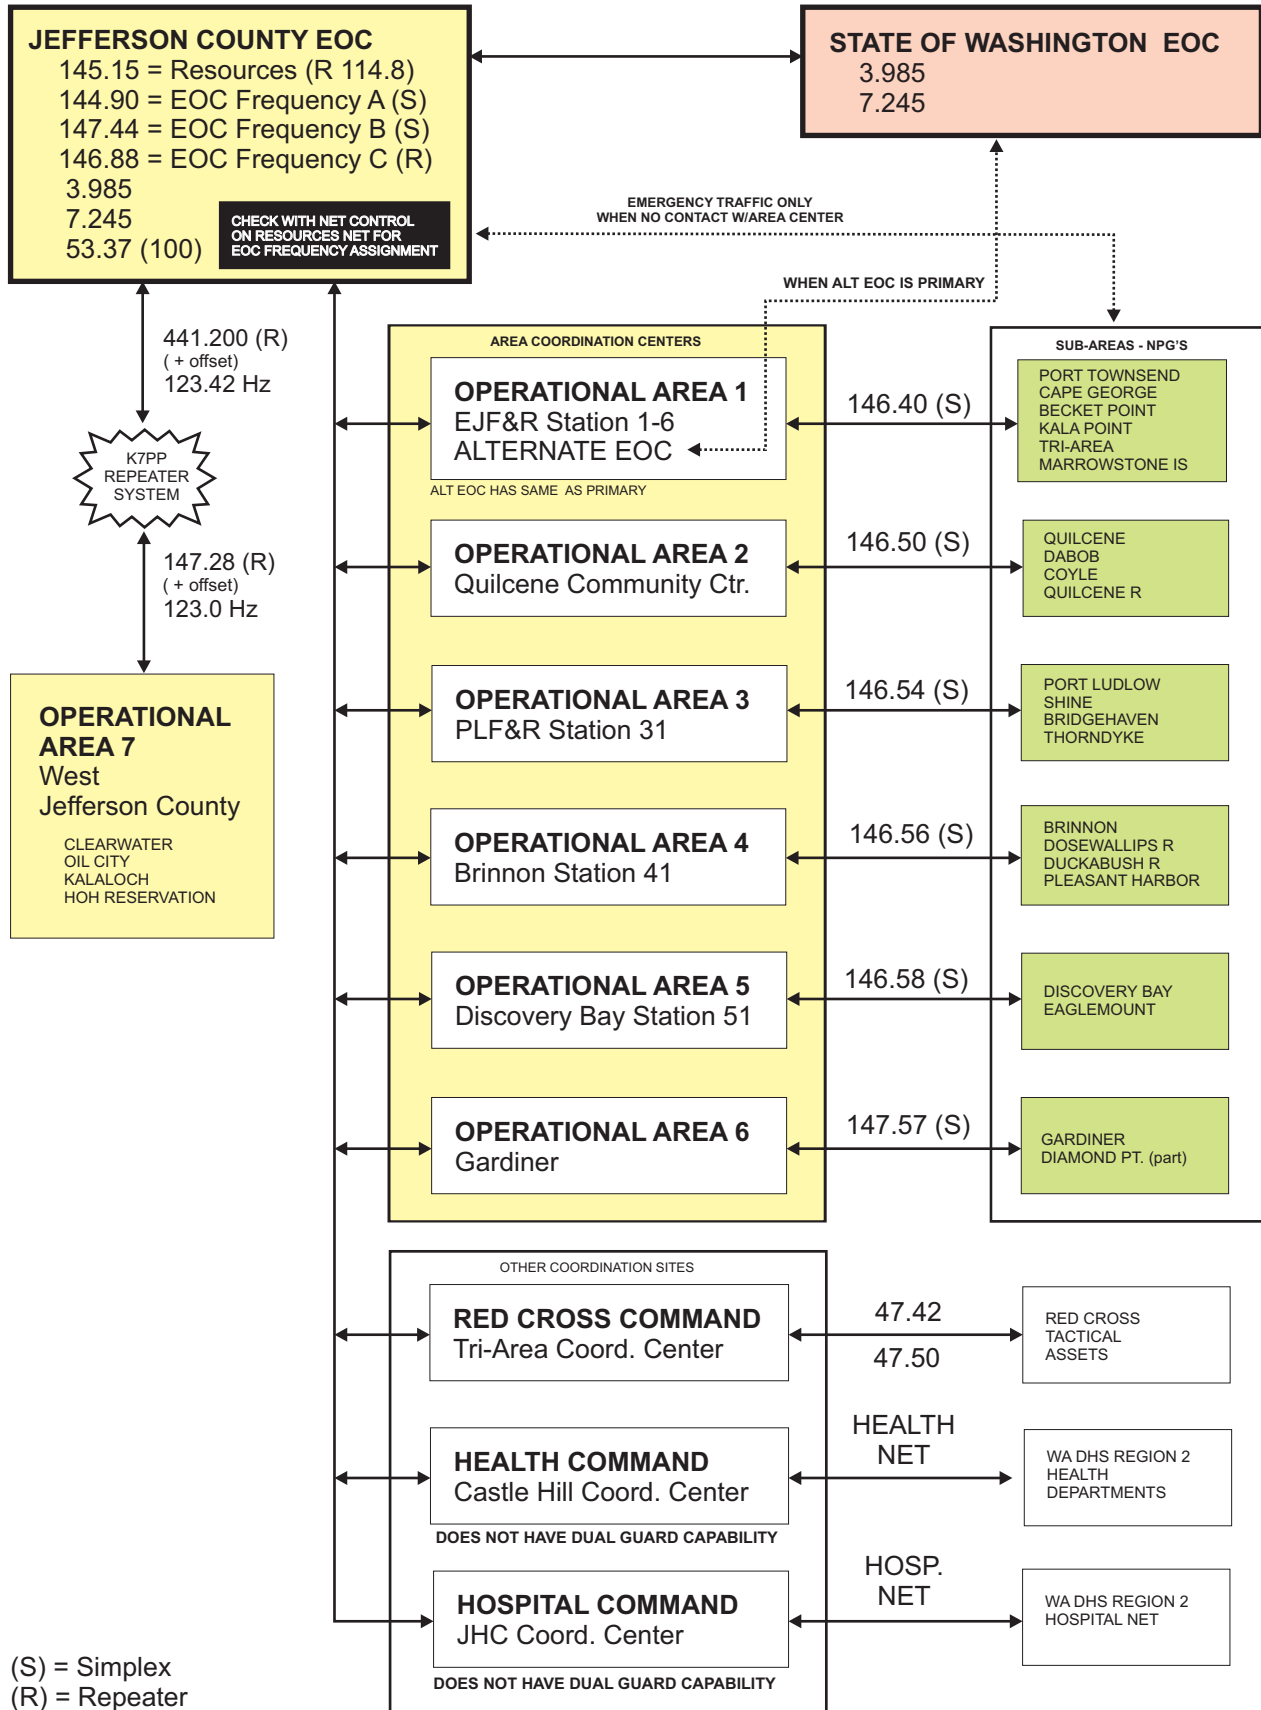 JEFFERSON COUNTY EOC
145.15 = Resources (R 114.8)
144.90 = EOC Frequency A (S)
147.44 = EOC Frequency B (S)
146.88 = EOC Frequency C (R)
3.985
7.245
53.37 (100)
CHECK WITH NET CONTROL
ON RESOURCES NET FOR
EOC FREQUENCY ASSIGNMENT
STATE OF WASHINGTON EOC
3.985
7.245
EMERGENCY TRAFFIC ONLY
WHEN NO CONTACT W/AREA CENTER
WHEN ALT EOC IS PRIMARY
441.200 (R)
( + offset)
123.42 Hz
K7PP
REPEATER
SYSTEM
147.28 (R)
( + offset)
123.0 Hz
OPERATIONAL
AREA 7
West
Jefferson County
CLEARWATER
OIL CITY
KALALOCH
HOH RESERVATION
AREA COORDINATION CENTERS
OPERATIONAL AREA 1
EJF&R Station 1-6
ALTERNATE EOC
ALT EOC HAS SAME AS PRIMARY
146.40 (S)
SUB-AREAS - NPG'S
PORT TOWNSEND
CAPE GEORGE
BECKET POINT
KALA POINT
TRI-AREA
MARROWSTONE IS
OPERATIONAL AREA 2
Quilcene Community Ctr.
146.50 (S)
QUILCENE
DABOB
COYLE
QUILCENE R
OPERATIONAL AREA 3
PLF&R Station 31
146.54 (S)
PORT LUDLOW
SHINE
BRIDGEHAVEN
THORNDYKE
OPERATIONAL AREA 4
Brinnon Station 41
146.56 (S)
BRINNON
DOSEWALLIPS R
DUCKABUSH R
PLEASANT HARBOR
OPERATIONAL AREA 5
Discovery Bay Station 51
146.58 (S)
DISCOVERY BAY
EAGLEMOUNT
OPERATIONAL AREA 6
Gardiner
147.57 (S)
GARDINER
DIAMOND PT. (part)
OTHER COORDINATION SITES
RED CROSS COMMAND
Tri-Area Coord. Center
47.42
47.50
RED CROSS
TACTICAL
ASSETS
HEALTH COMMAND
Castle Hill Coord. Center
DOES NOT HAVE DUAL GUARD CAPABILITY
HEALTH
NET
WA DHS REGION 2
HEALTH
DEPARTMENTS
HOSPITAL COMMAND
JHC Coord. Center
DOES NOT HAVE DUAL GUARD CAPABILITY
HOSP.
NET
WA DHS REGION 2
HOSPITAL NET
(S) = Simplex
(R) = Repeater